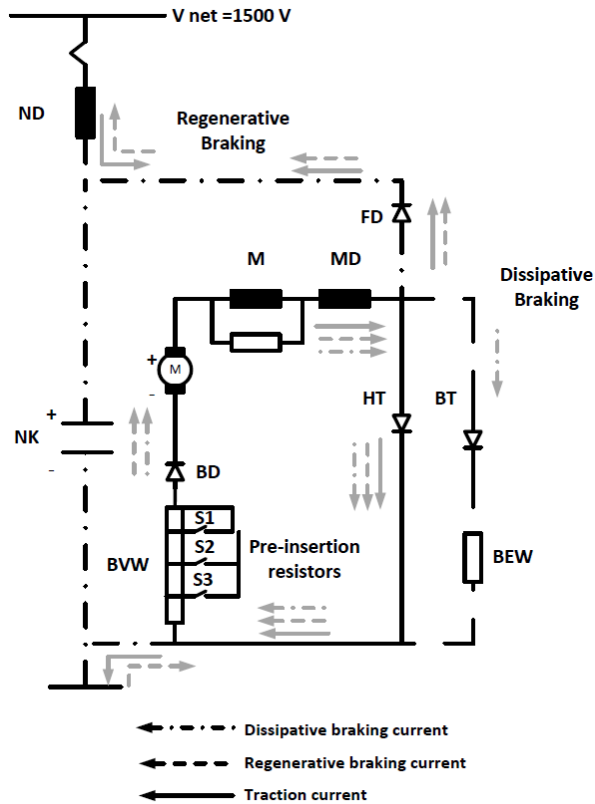 V net =1500 V
ND
Regenerative
Braking
FD
M
MD
Dissipative
Braking
+
M
-
HT
BT
+
NK
-
BD
S1
S2
S3
BVW
Pre-insertion
resistors
BEW
Dissipative braking current
Regenerative braking current
Traction current